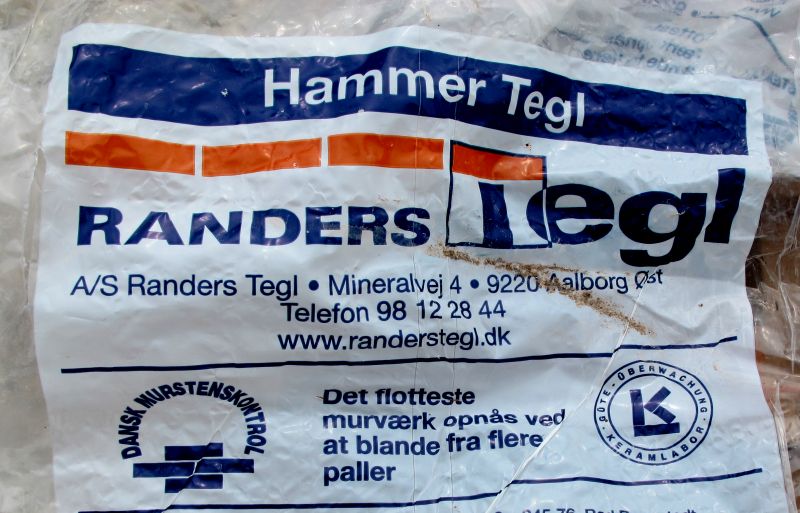 Hammer Tegl
RANDERS Tegl
A/S Randers Tegl • Mineralvej 4 • 9220 Aalborg Øst
Telefon 98 12 28 44
www.randerstegl.dk
DANSK MURSTENSKONTROL
Det flotteste
murværk opnås ved
at blande fra flere
paller
GÜTE-ÜBERWACHUNG
KERAMLABOR